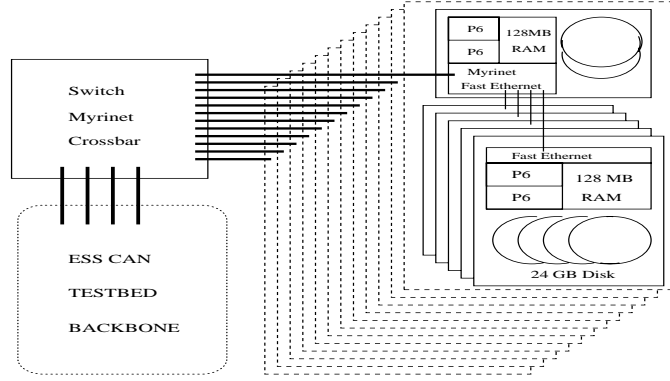 P6
128MB
P6
RAM
Myrinet
Fast Ethernet
Switch
Myrinet
Crossbar
Fast Ethernet
P6
128 MB
P6
RAM
24 GB Disk
ESS CAN
TESTBED
BACKBONE